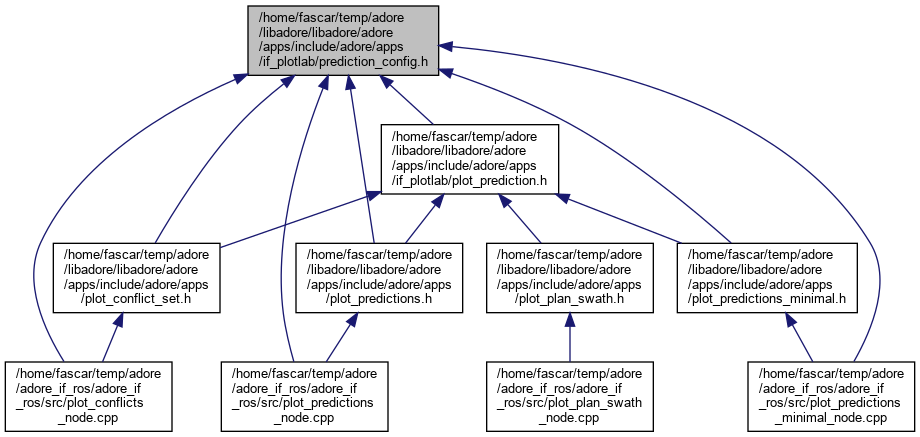 /home/fascar/temp/adore
/libadore/libadore/adore
/apps/include/adore/apps
/if_plotlab/prediction_config.h
/home/fascar/temp/adore
/libadore/libadore/adore
/apps/include/adore/apps
/if_plotlab/plot_prediction.h
/home/fascar/temp/adore
/libadore/libadore/adore
/apps/include/adore/apps
/plot_conflict_set.h
/home/fascar/temp/adore
/libadore/libadore/adore
/apps/include/adore/apps
/plot_predictions.h
/home/fascar/temp/adore
/libadore/libadore/adore
/apps/include/adore/apps
/plot_plan_swath.h
/home/fascar/temp/adore
/libadore/libadore/adore
/apps/include/adore/apps
/plot_predictions_minimal.h
/home/fascar/temp/adore
/adore_if_ros/adore_if
_ros/src/plot_conflicts
_node.cpp
/home/fascar/temp/adore
/adore_if_ros/adore_if
_ros/src/plot_predictions
_node.cpp
/home/fascar/temp/adore
/adore_if_ros/adore_if
_ros/src/plot_plan_swath
_node.cpp
/home/fascar/temp/adore
/adore_if_ros/adore_if
_ros/src/plot_predictions
_minimal_node.cpp